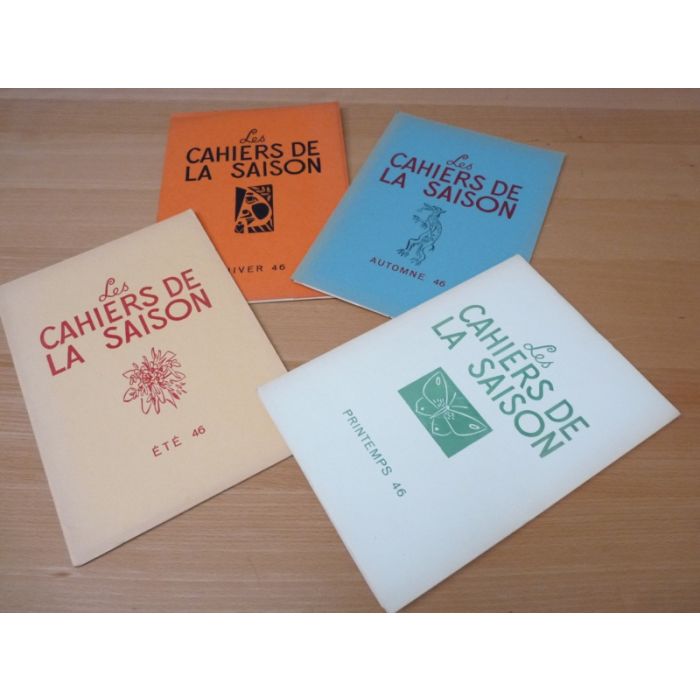 Les
CAHIERS DE
LA SAISON
HIVER 46
Les
CAHIERS DE
LA SAISON
AUTOMNE 46
Les
CAHIERS DE
LA SAISON
ÉTÉ 46
Les
CAHIERS DE
LA SAISON
PRINTEMPS 46